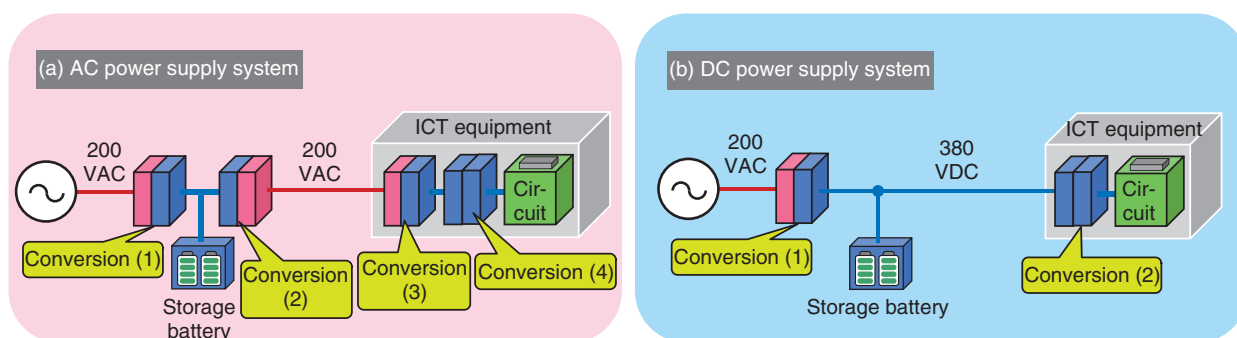 (a) AC power supply system
200
VAC
200
VAC
ICT equipment
Cir-
cuit
Conversion (1)
Conversion
(2)
Conversion
(3)
Conversion (4)
Storage
battery
(b) DC power supply system
200
VAC
380
VDC
ICT equipment
Cir-
cuit
Conversion (1)
Conversion (2)
Storage battery